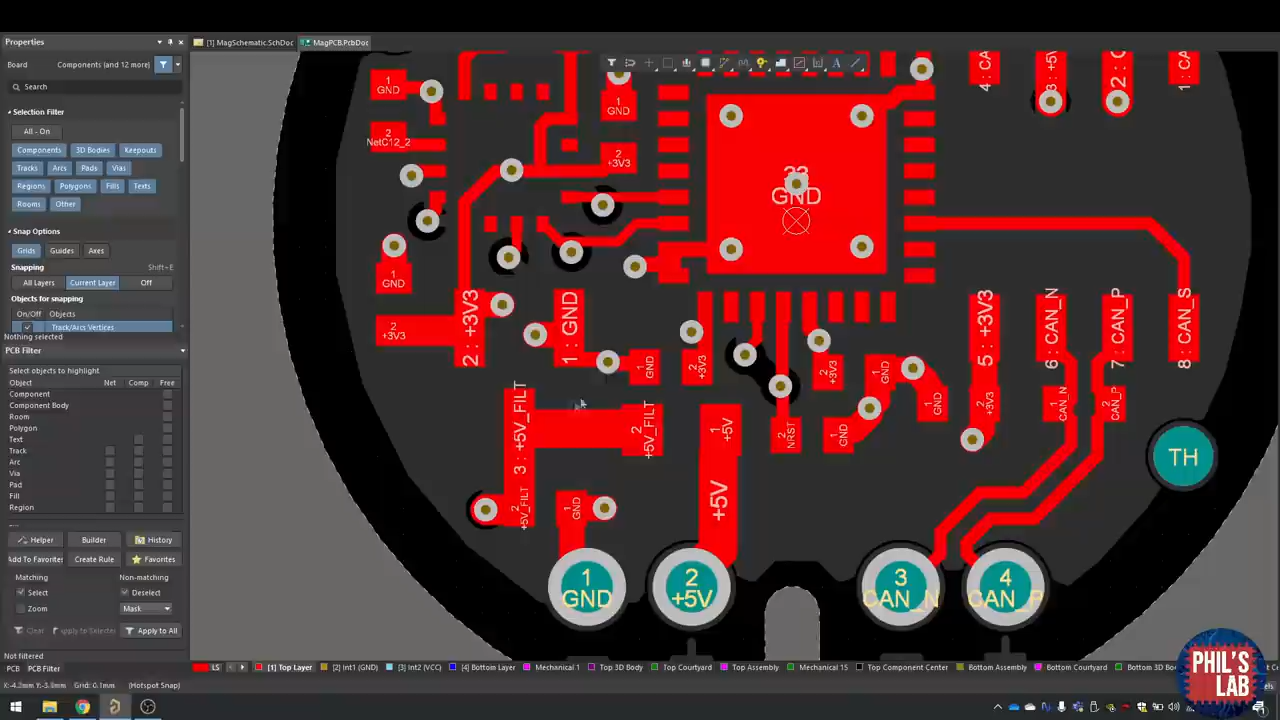 Properties
[1] MagSchematic.SchDoc
MagPCB.PcbDoc
Board
Components (and 12 more)
Search
Selection Filter
All - On
Components
3D Bodies
Keepouts
Tracks
Arcs
Pads
Vias
Regions
Polygons
Fills
Texts
Rooms
Other
Snap Options
Grids
Guides
Axes
Snapping
Shift+E
All Layers
Current Layer
Off
Objects for snapping
On/Off
Objects
Track/Arcs Vertices
Nothing selected
PCB Filter
Select objects to highlight
Object
Net
Comp
Free
Component
Component Body
Room
Polygon
Text
Track
Arc
Via
Pad
Fill
Region
Helper
Builder
History
Add To Favorites
Create Rule
Favorites
Matching
Non-matching
Select
Deselect
Zoom
Mask
Clear
Apply to All
Not filtered
PCB
PCB Filter
1
GND
2
NetC12_2
1
GND
2
+3V3
1
GND
2
+3V3
2 : +3V3
1 : GND
33
GND
GND
2
+3V3
2
+3V3
GND
GND
GND
5 : +3V3
6 : CAN_N
7 : CAN_P
8 : CAN_S
2
+3V3
CAN_N
2
CAN_P
3 : +5V_FILT
2
+5V_FILT
1
+5V
2
NRST
2
+5V_FILT
1
GND
+5V
TH
1
GND
2
+5V
3
CAN_N
4
CAN_P
LS
[1] Top Layer
[2] Int1 (GND)
[3] Int2 (VCC)
[4] Bottom Layer
Mechanical 1
Top 3D Body
Top Courtyard
Top Assembly
Mechanical 15
Top Component Center
Bottom Assembly
Bottom Courtyard
Grid: 0.1mm
(Hotspot Snap)
PHIL'S
LAB